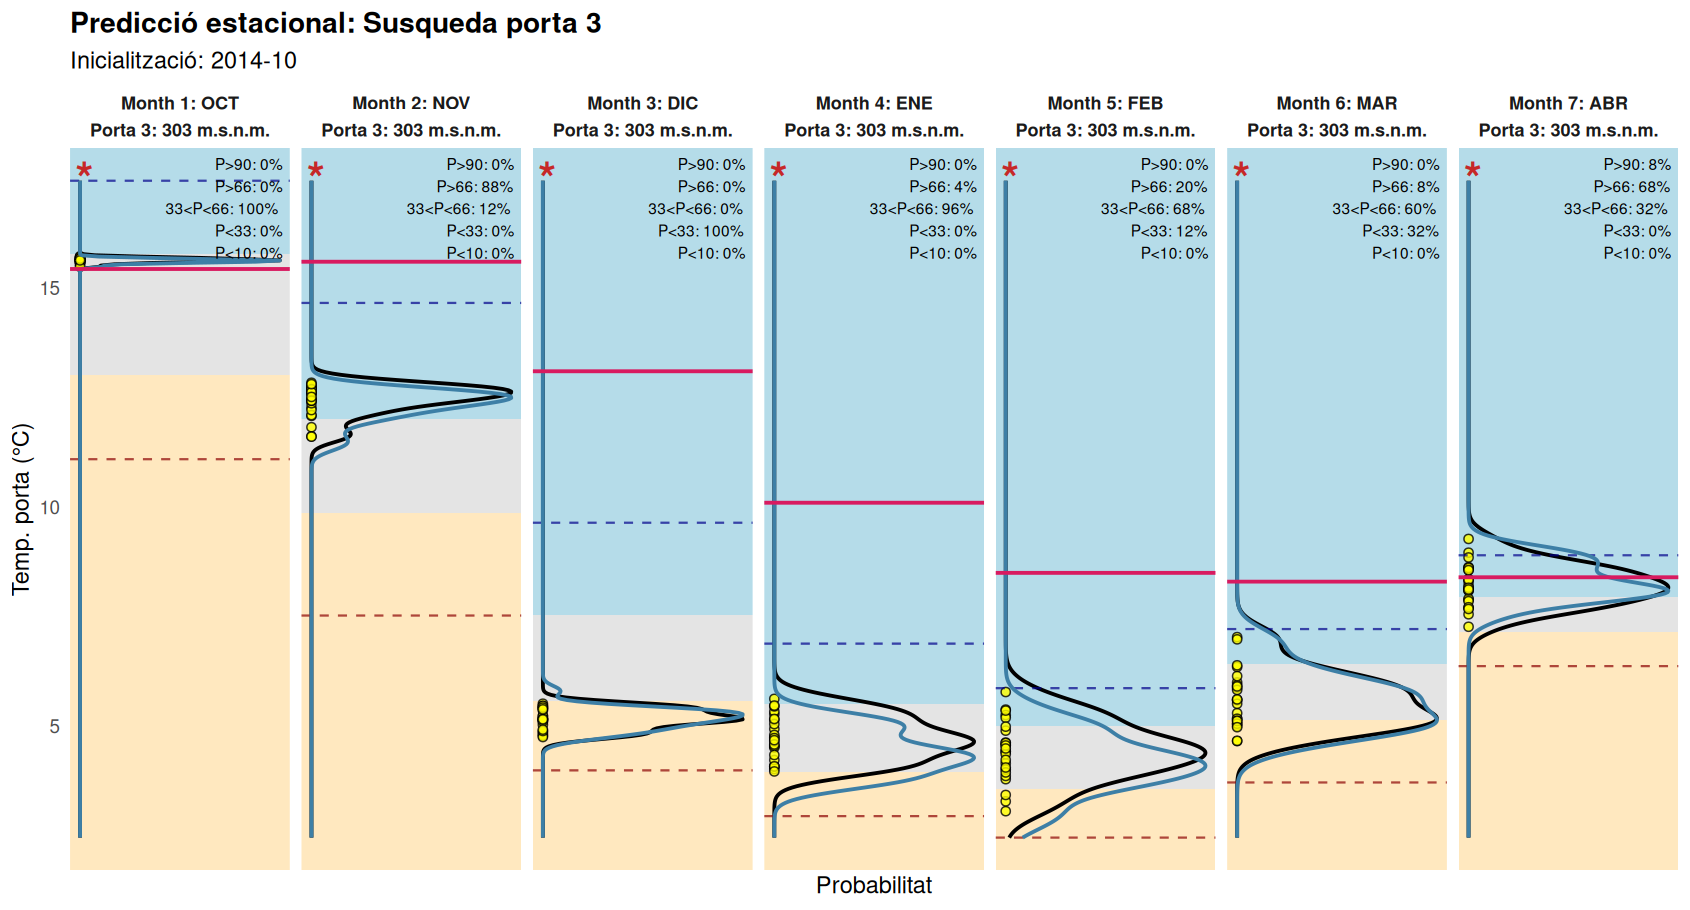 Predicció estacional: Susqueda porta 3
Inicialització: 2014-10
Month 1: OCT
Porta 3: 303 m.s.n.m.
Month 2: NOV
Porta 3: 303 m.s.n.m.
Month 3: DIC
Porta 3: 303 m.s.n.m.
Month 4: ENE
Porta 3: 303 m.s.n.m.
Month 5: FEB
Porta 3: 303 m.s.n.m.
Month 6: MAR
Porta 3: 303 m.s.n.m.
Month 7: ABR
Porta 3: 303 m.s.n.m.
*
P>90: 0%
P>66: 0%
33<P<66: 100%
P<33: 0%
P<10: 0%
*
P>90: 0%
P>66: 88%
33<P<66: 12%
P<33: 0%
P<10: 0%
*
P>90: 0%
P>66: 0%
33<P<66: 0%
P<33: 100%
P<10: 0%
*
P>90: 0%
P>66: 4%
33<P<66: 96%
P<33: 0%
P<10: 0%
*
P>90: 0%
P>66: 20%
33<P<66: 68%
P<33: 12%
P<10: 0%
*
P>90: 0%
P>66: 8%
33<P<66: 60%
P<33: 32%
P<10: 0%
*
P>90: 8%
P>66: 68%
33<P<66: 32%
P<33: 0%
P<10: 0%
15
10
5
Temp. porta (°C)
Probabilitat